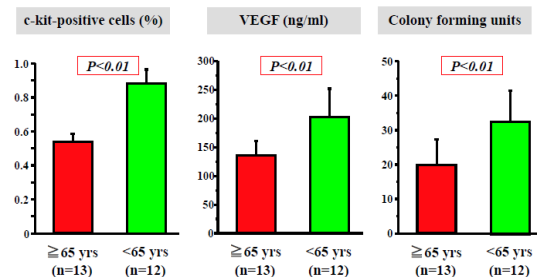 c-kit-positive cells (%)
P<0.01
1.0
0.8
0.6
0.4
0.2
0
≧65 yrs
(n=13)
<65 yrs
(n=12)
VEGF (ng/ml)
P<0.01
300
250
200
150
100
50
0
≧65 yrs
(n=13)
<65 yrs
(n=12)
Colony forming units
P<0.01
50
40
30
20
10
0
≧65 yrs
(n=13)
<65 yrs
(n=12)